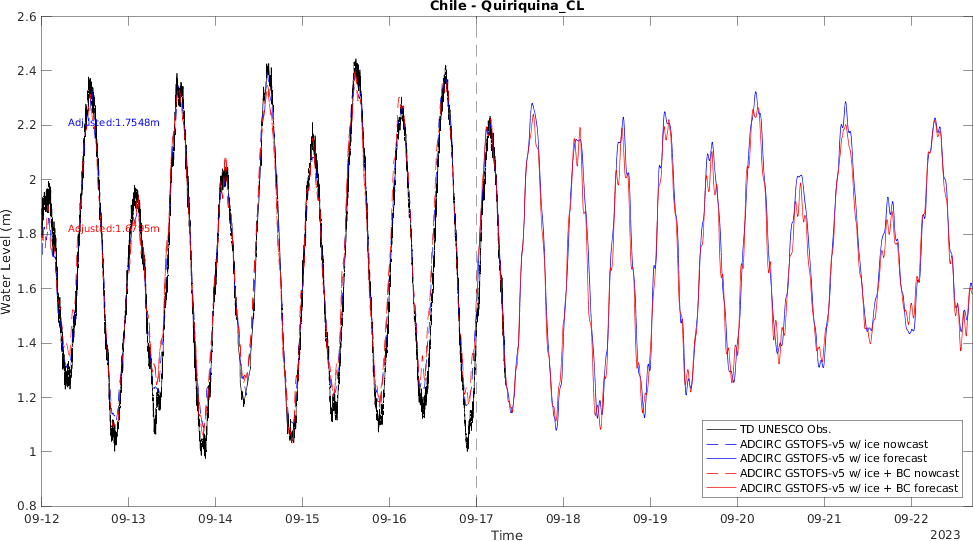 Chile - Quiriquina_CL
2.6
2.4
2.2
2
1.8
1.6
1.4
1.2
1
0.8
Water Level (m)
Adjusted:1.7548m
TD UNESCO Obs.
ADCIRC GSTOFS-v5 w/ ice nowcast
ADCIRC GSTOFS-v5 w/ ice forecast
ADCIRC GSTOFS-v5 w/ ice + BC nowcast
ADCIRC GSTOFS-v5 w/ ice + BC forecast
09-12 09-13 09-14 09-15 09-16 09-17 09-18 09-19 09-20 09-21 09-22
Time
2023